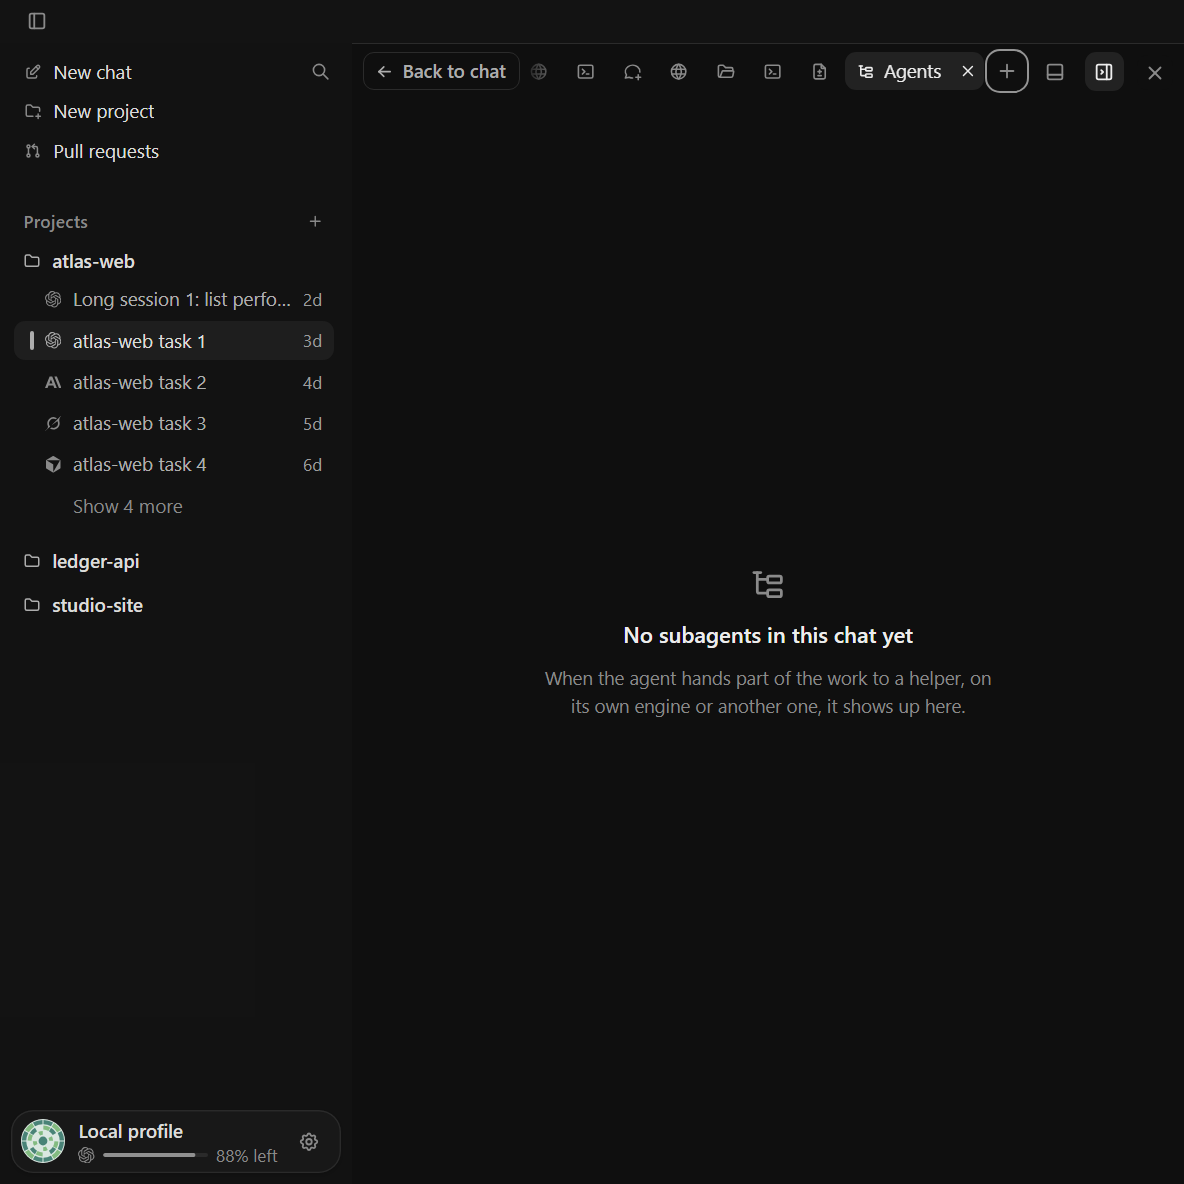 New chat
New project
Pull requests
Projects
atlas-web
Long session 1: list perfo... 2d
atlas-web task 1 3d
atlas-web task 2 4d
atlas-web task 3 5d
atlas-web task 4 6d
Show 4 more
ledger-api
studio-site
Local profile
88% left
Back to chat
Agents
No subagents in this chat yet
When the agent hands part of the work to a helper, on
its own engine or another one, it shows up here.